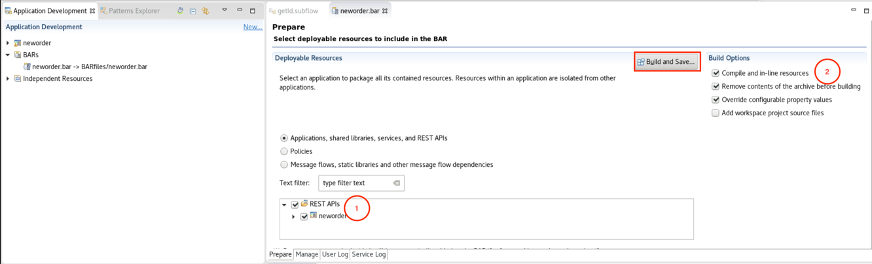 Application Development
Patterns Explorer
Application Development
New...
neworder
BARs
neworder.bar -> BARfiles/neworder.bar
Independent Resources
getId.subflow
neworder.bar
Prepare
Select deployable resources to include in the BAR
Deployable Resources
Build and Save...
Select an application to package all its contained resources. Resources within an application are isolated from other
applications.
Applications, shared libraries, services, and REST APIs
Policies
Message flows, static libraries and other message flow dependencies
Text filter:
type filter text
REST APIs
neworder
1
Build Options
Compile and in-line resources
2
Remove contents of the archive before building
Override configurable property values
Add workspace project source files
Prepare Manage User Log Service Log